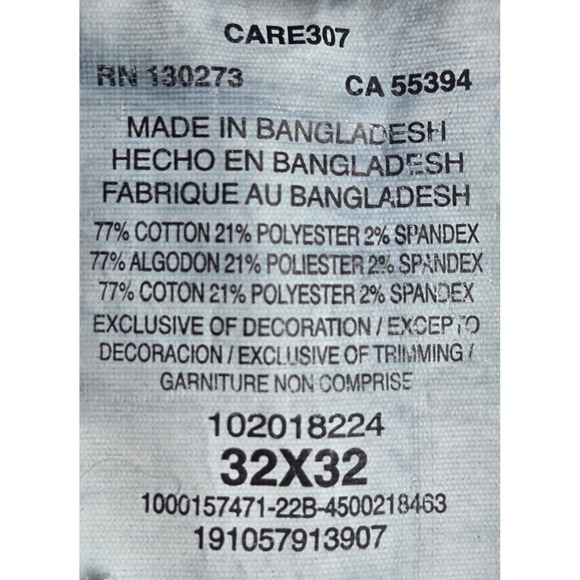 CARE307
RN 130273 CA 55394
MADE IN BANGLADESH
HECHO EN BANGLADESH
FABRIQUE AU BANGLADESH
77% COTTON 21% POLYESTER 2% SPANDEX
77% ALGODON 21% POLIESTER 2% SPANDEX
77% COTON 21% POLYESTER 2% SPANDEX
EXCLUSIVE OF DECORATION / EXCEPTO
DECORACION / EXCLUSIVE OF TRIMMING /
GARNITURE NON COMPRISE
102018224
32X32
1000157471-22B-4500218463
191057913907